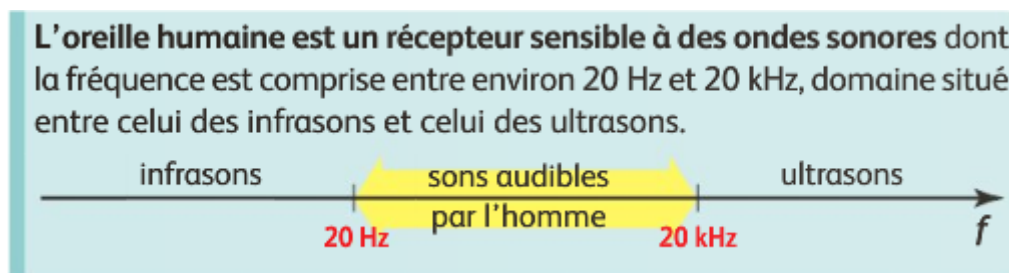 L'oreille humaine est un récepteur sensible à des ondes sonores dont
la fréquence est comprise entre environ 20 Hz et 20 kHz, domaine situé
entre celui des infrasons et celui des ultrasons.
infrasons sons audibles ultrasons
par l'homme
20 Hz 20 kHz f